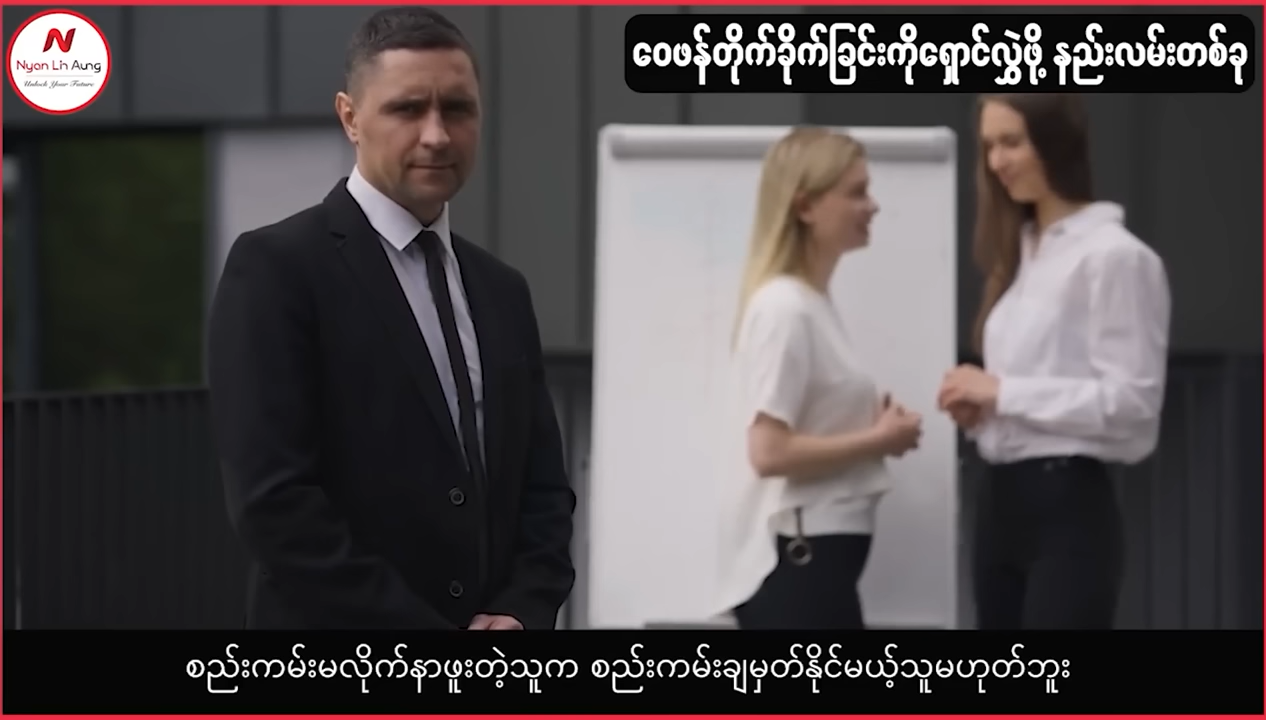 Nyan Lin Aung
Unlock Your Future
ဝေဖန်တိုက်ခိုက်ခြင်းကိုရှောင်လွှဲဖို့ နည်းလမ်းတစ်ခု
စည်းကမ်းမလိုက်နာဖူးတဲ့သူက စည်းကမ်းချမှတ်နိုင်မယ့်သူမဟုတ်ဘူး